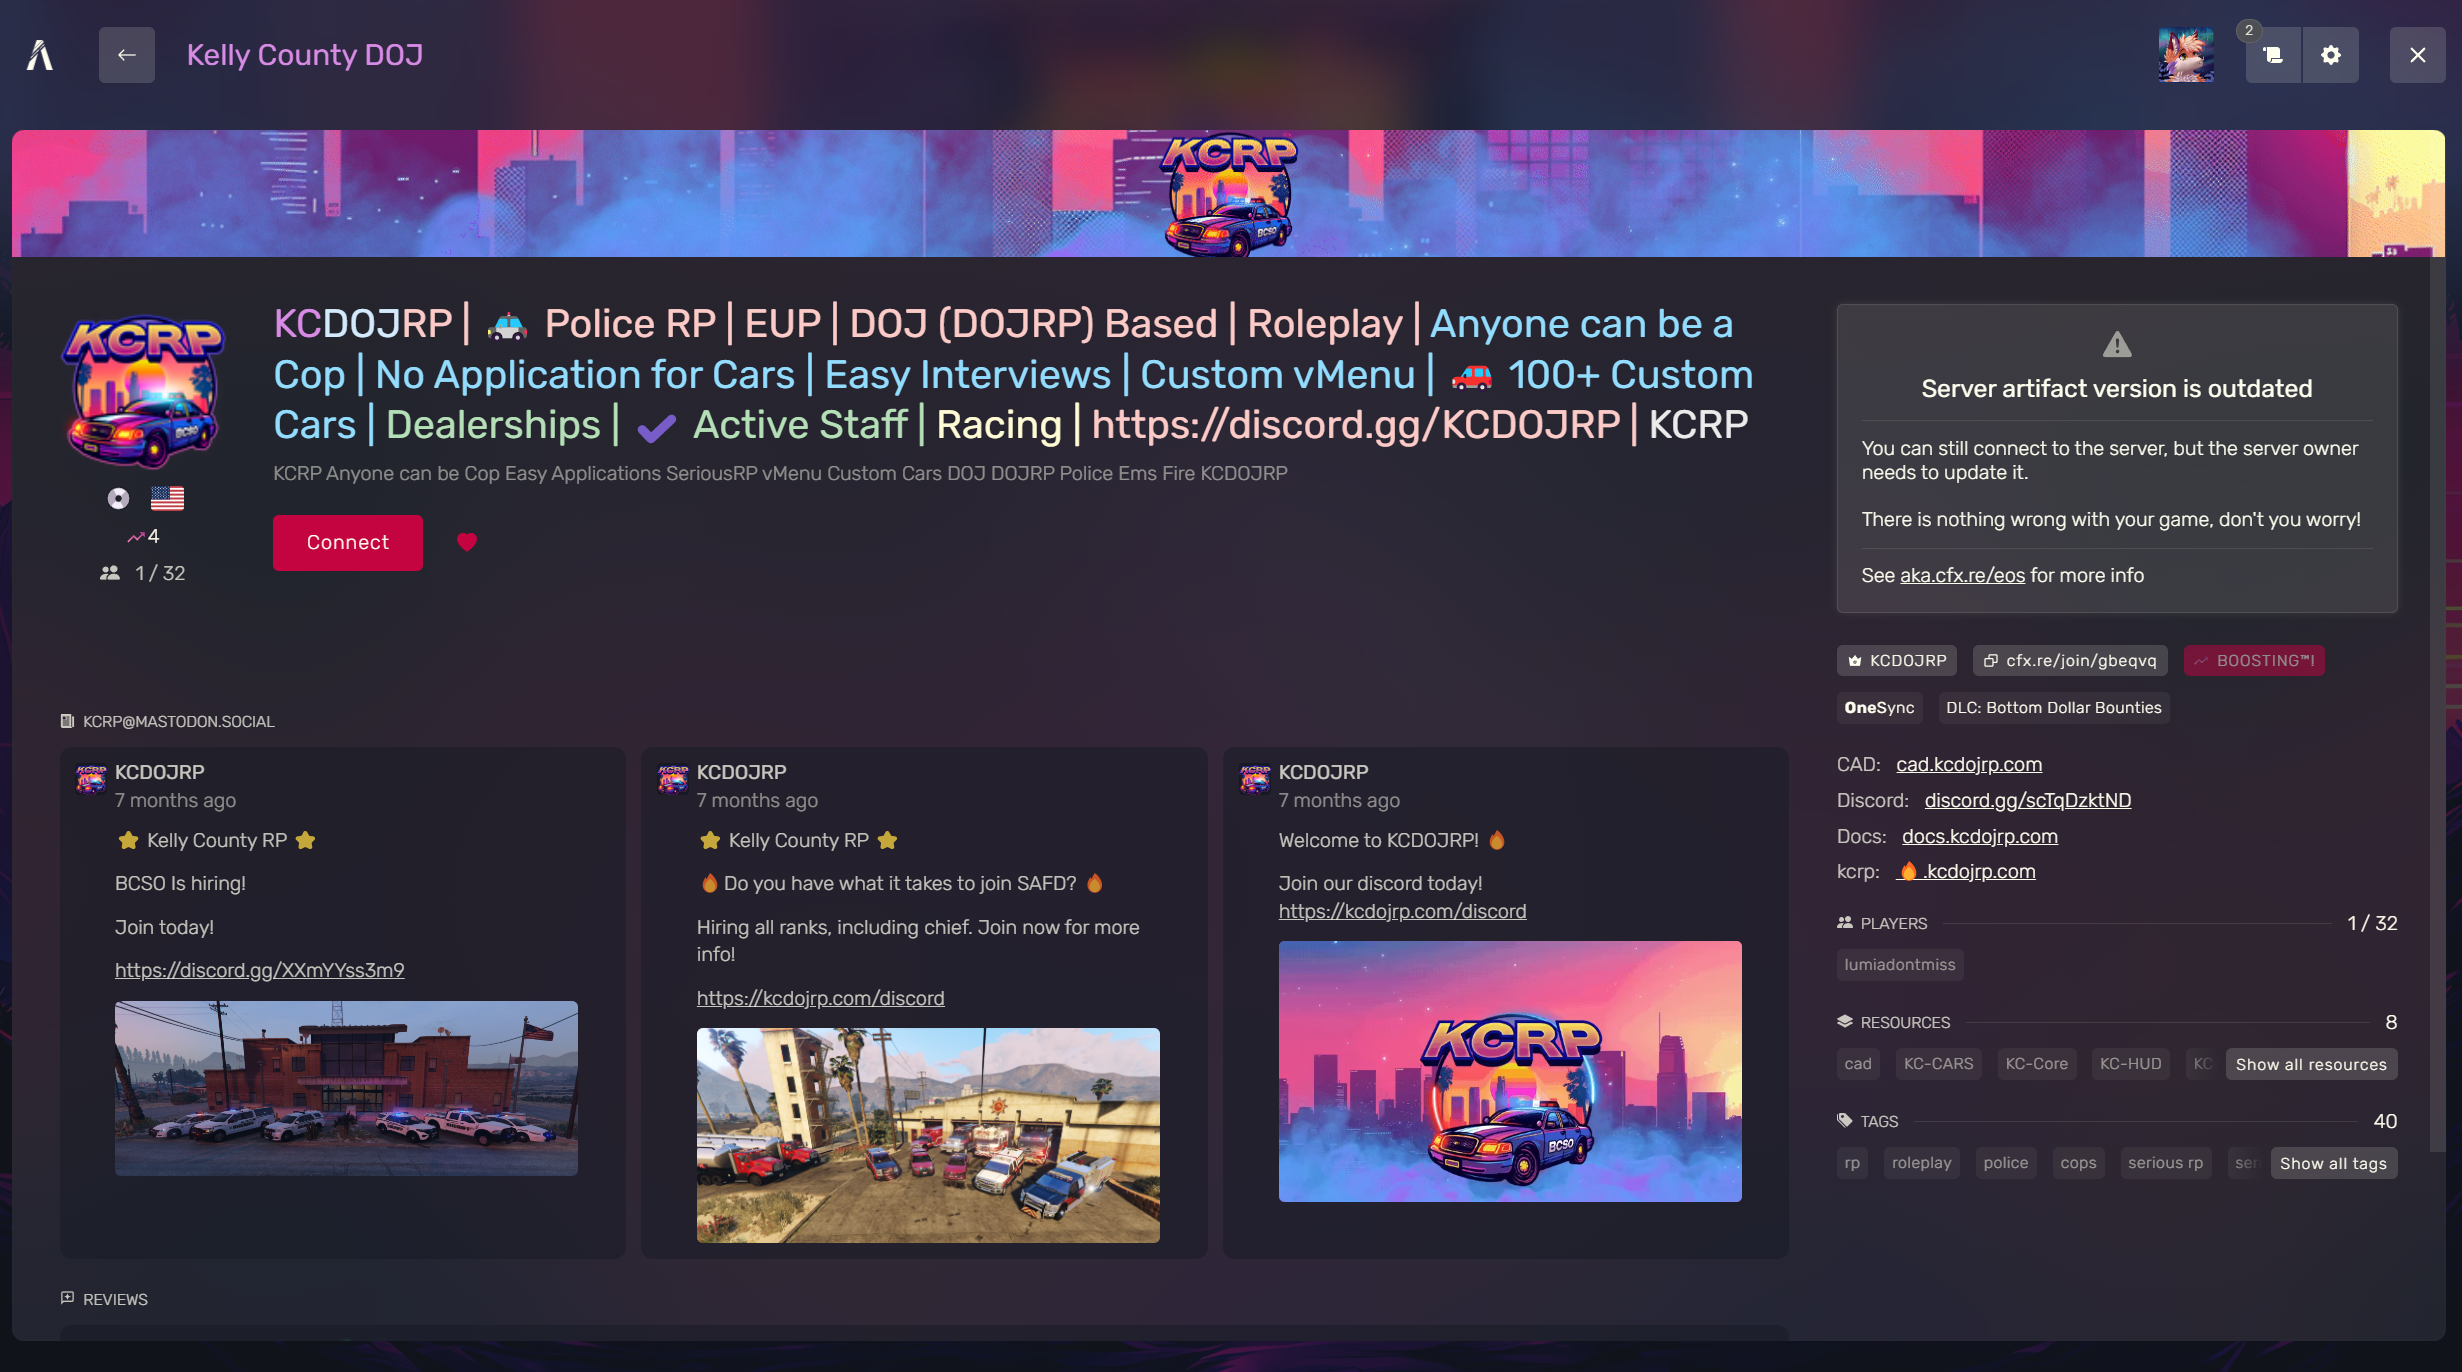 Kelly County DOJ
2
KCRP
BCSO
KCRP
BCSO
KCDOJRP | 🚓 Police RP | EUP | DOJ (DOJRP) Based | Roleplay | Anyone can be a
Cop | No Application for Cars | Easy Interviews | Custom vMenu | 🚗 100+ Custom
Cars | Dealerships | ✔ Active Staff | Racing | https://discord.gg/KCDOJRP | KCRP
KCRP Anyone can be Cop Easy Applications SeriousRP vMenu Custom Cars DOJ DOJRP Police Ems Fire KCDOJRP
4
1 / 32
Connect
Server artifact version is outdated
You can still connect to the server, but the server owner
needs to update it.
There is nothing wrong with your game, don't you worry!
See aka.cfx.re/eos for more info
KCDOJRP
cfx.re/join/gbeqvq
BOOSTING™!
OneSync
DLC: Bottom Dollar Bounties
CAD: cad.kcdojrp.com
Discord: discord.gg/scTqDzktND
Docs: docs.kcdojrp.com
kcrp: 🔥.kcdojrp.com
PLAYERS 1 / 32
lumiadontmiss
RESOURCES 8
cad KC-CARS KC-Core KC-HUD KC Show all resources
TAGS 40
rp roleplay police cops serious rp ser Show all tags
KCRP@MASTODON.SOCIAL
KCDOJRP
7 months ago
⭐ Kelly County RP ⭐
BCSO Is hiring!
Join today!
https://discord.gg/XXmYYss3m9
KCDOJRP
7 months ago
⭐ Kelly County RP ⭐
🔥Do you have what it takes to join SAFD? 🔥
Hiring all ranks, including chief. Join now for more
info!
https://kcdojrp.com/discord
KCDOJRP
7 months ago
Welcome to KCDOJRP! 🔥
Join our discord today!
https://kcdojrp.com/discord
KCRP
BCSO
REVIEWS